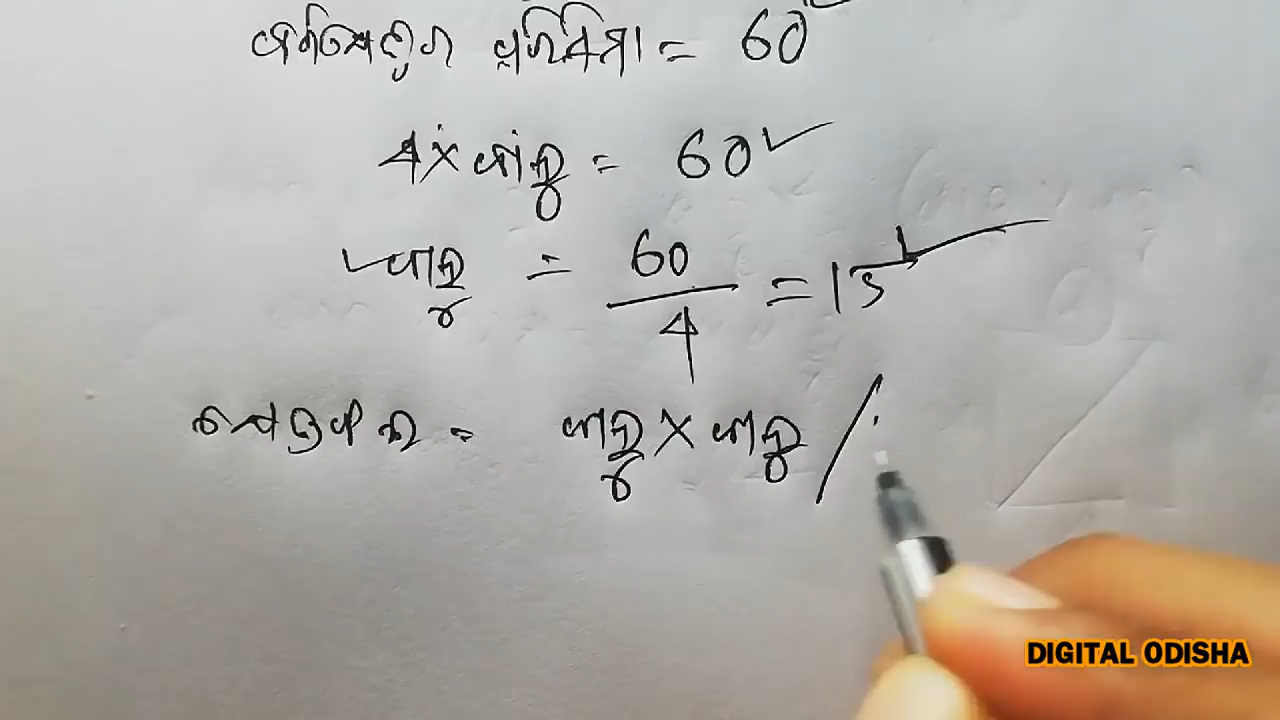 ବର୍ଗକ୍ଷେତ୍ରର ପରିସୀମା = 60
4 × ବାହୁ = 60
ବାହୁ = 60/4 = 15
କ୍ଷେତ୍ରଫଳ = ବାହୁ × ବାହୁ /
DIGITAL ODISHA